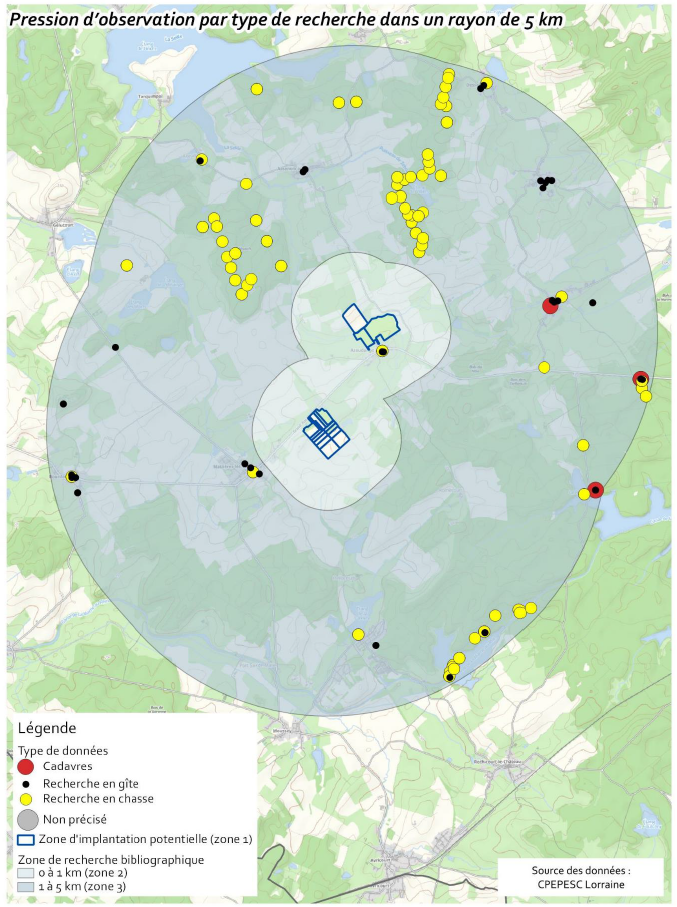 Pression d'observation par type de recherche dans un rayon de 5 km
Légende
Type de données
Cadavres
Recherche en gîte
Recherche en chasse
Non précisé
Zone d'implantation potentielle (zone 1)
Zone de recherche bibliographique
0 à 1 km (zone 2)
1 à 5 km (zone 3)
Source des données :
CPEPESC Lorraine